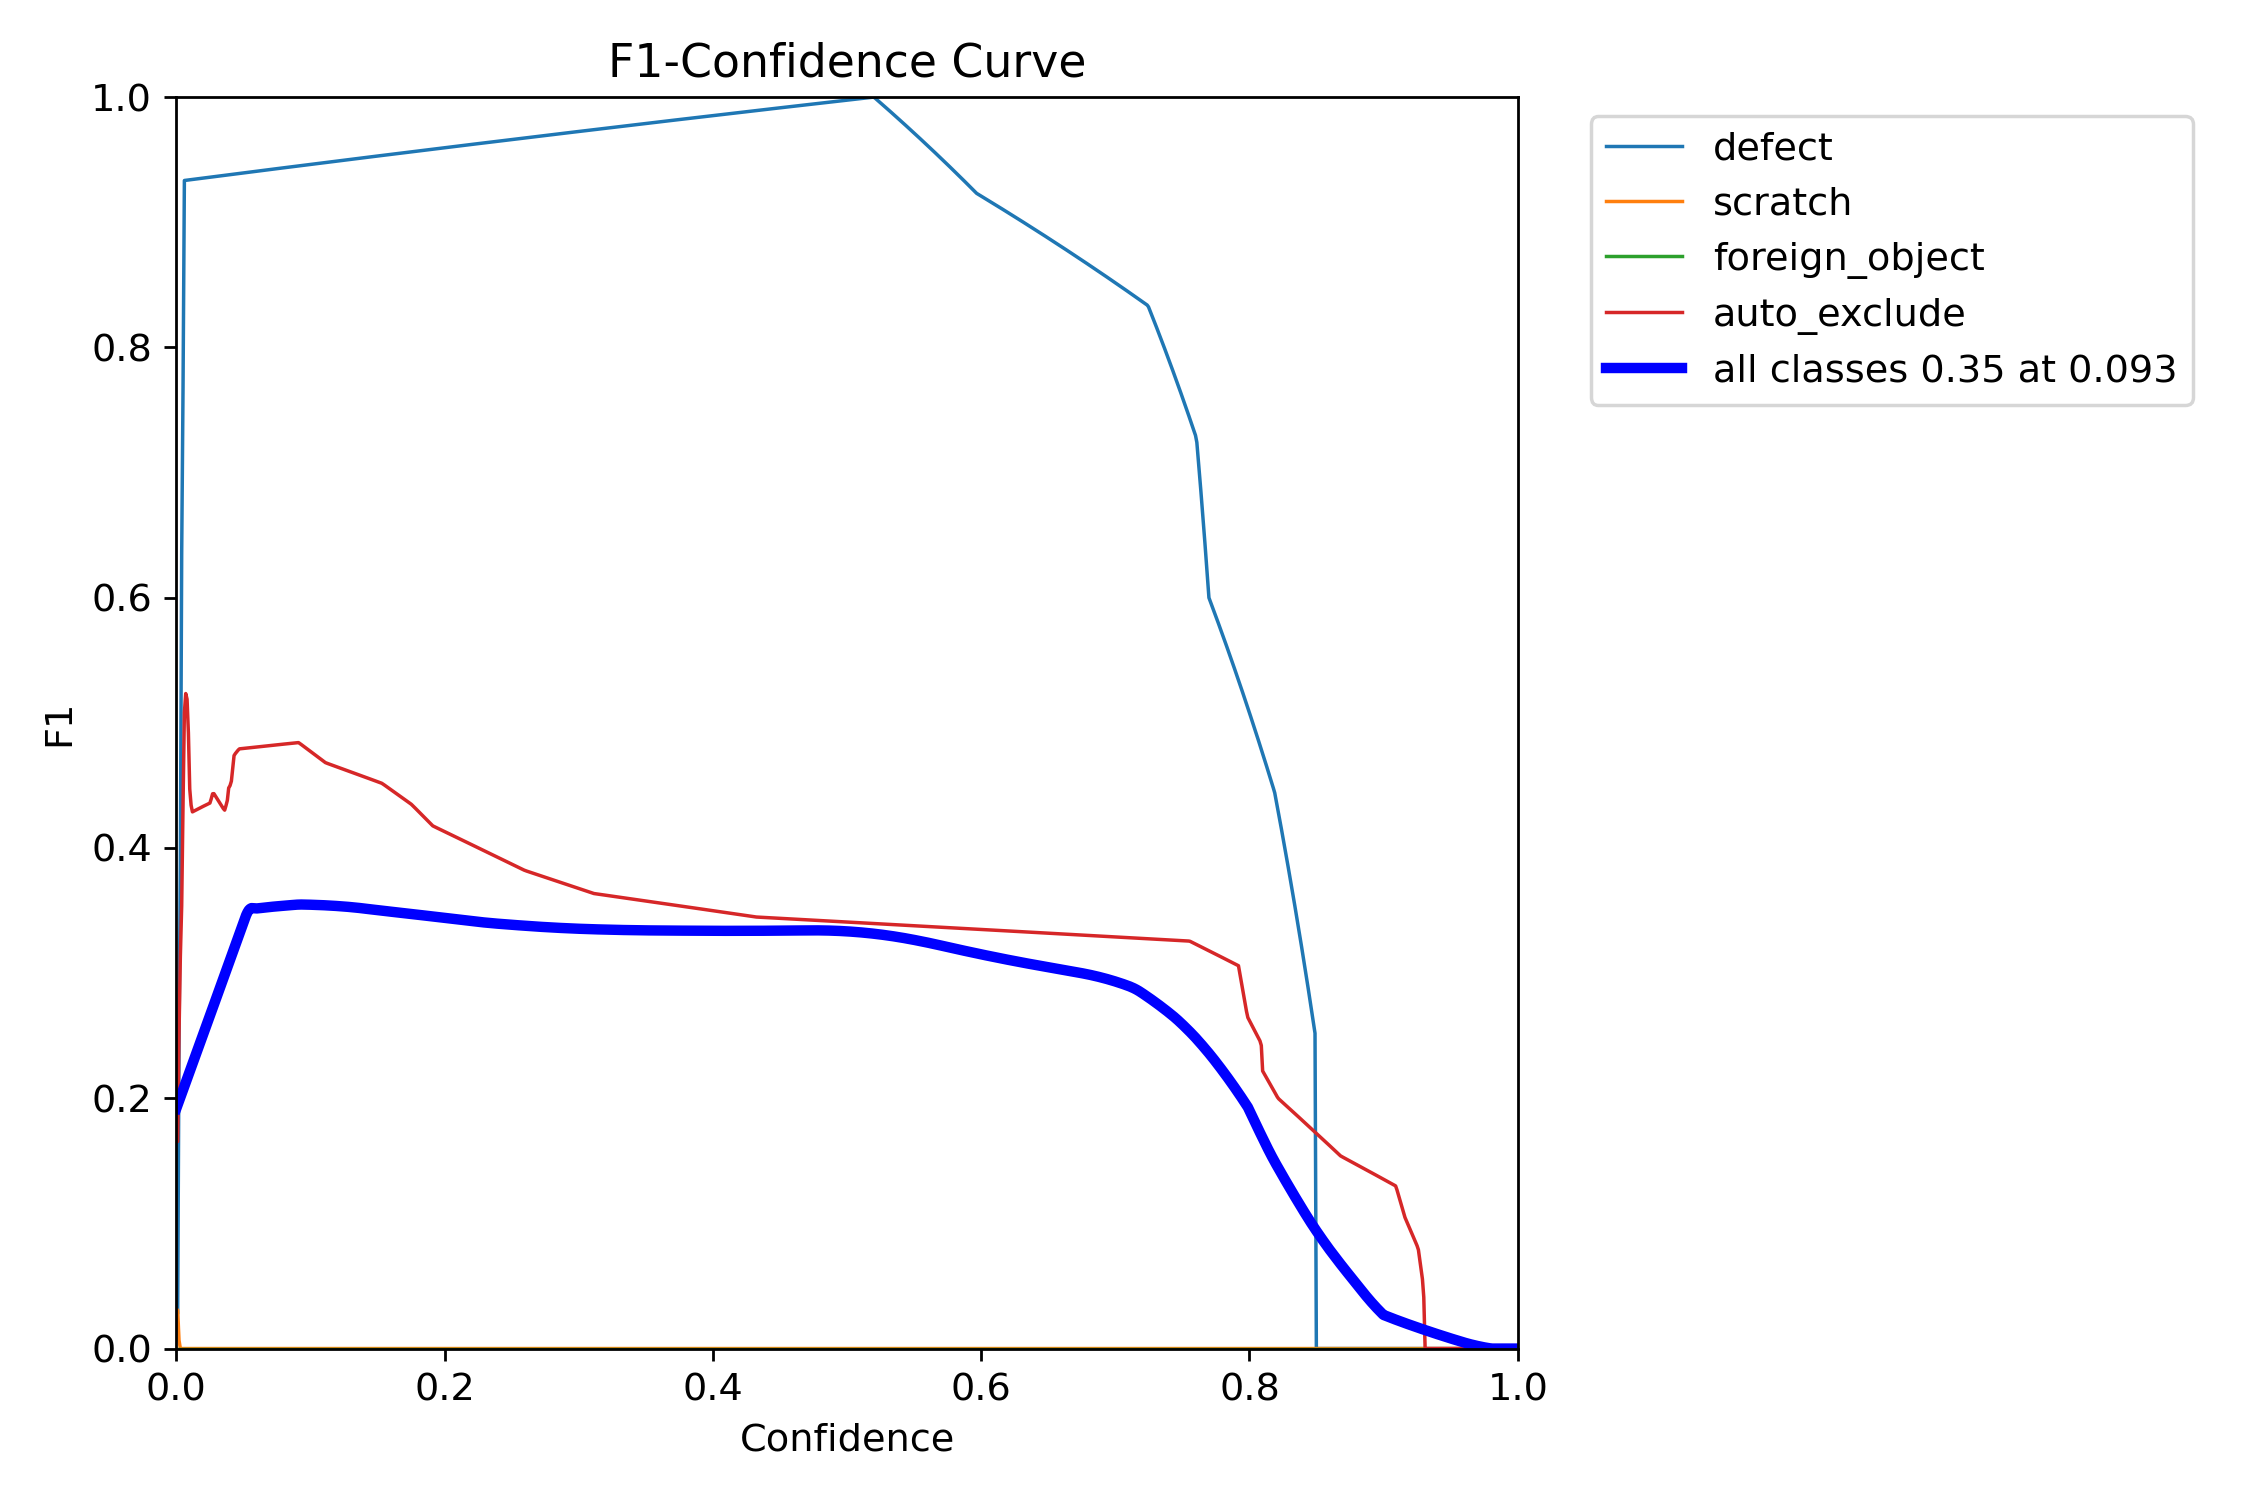 F1-Confidence Curve
1.0
0.8
0.6
0.4
0.2
0.0
F1
0.0 0.2 0.4 0.6 0.8 1.0
Confidence
defect
scratch
foreign_object
auto_exclude
all classes 0.35 at 0.093